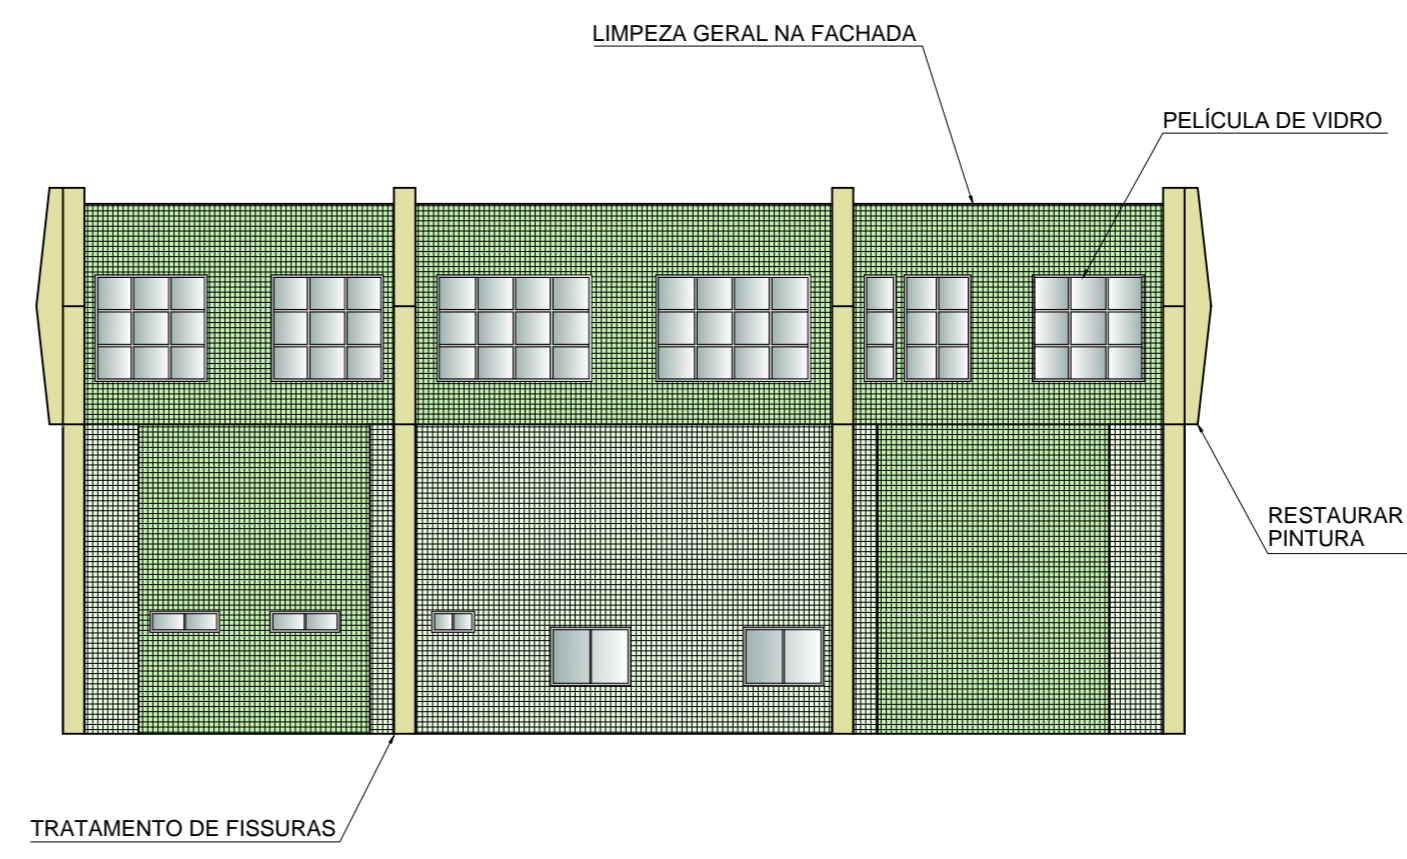 LIMPEZA GERAL NA FACHADA
PELÍCULA DE VIDRO
RESTAURAR
PINTURA
TRATAMENTO DE FISSURAS